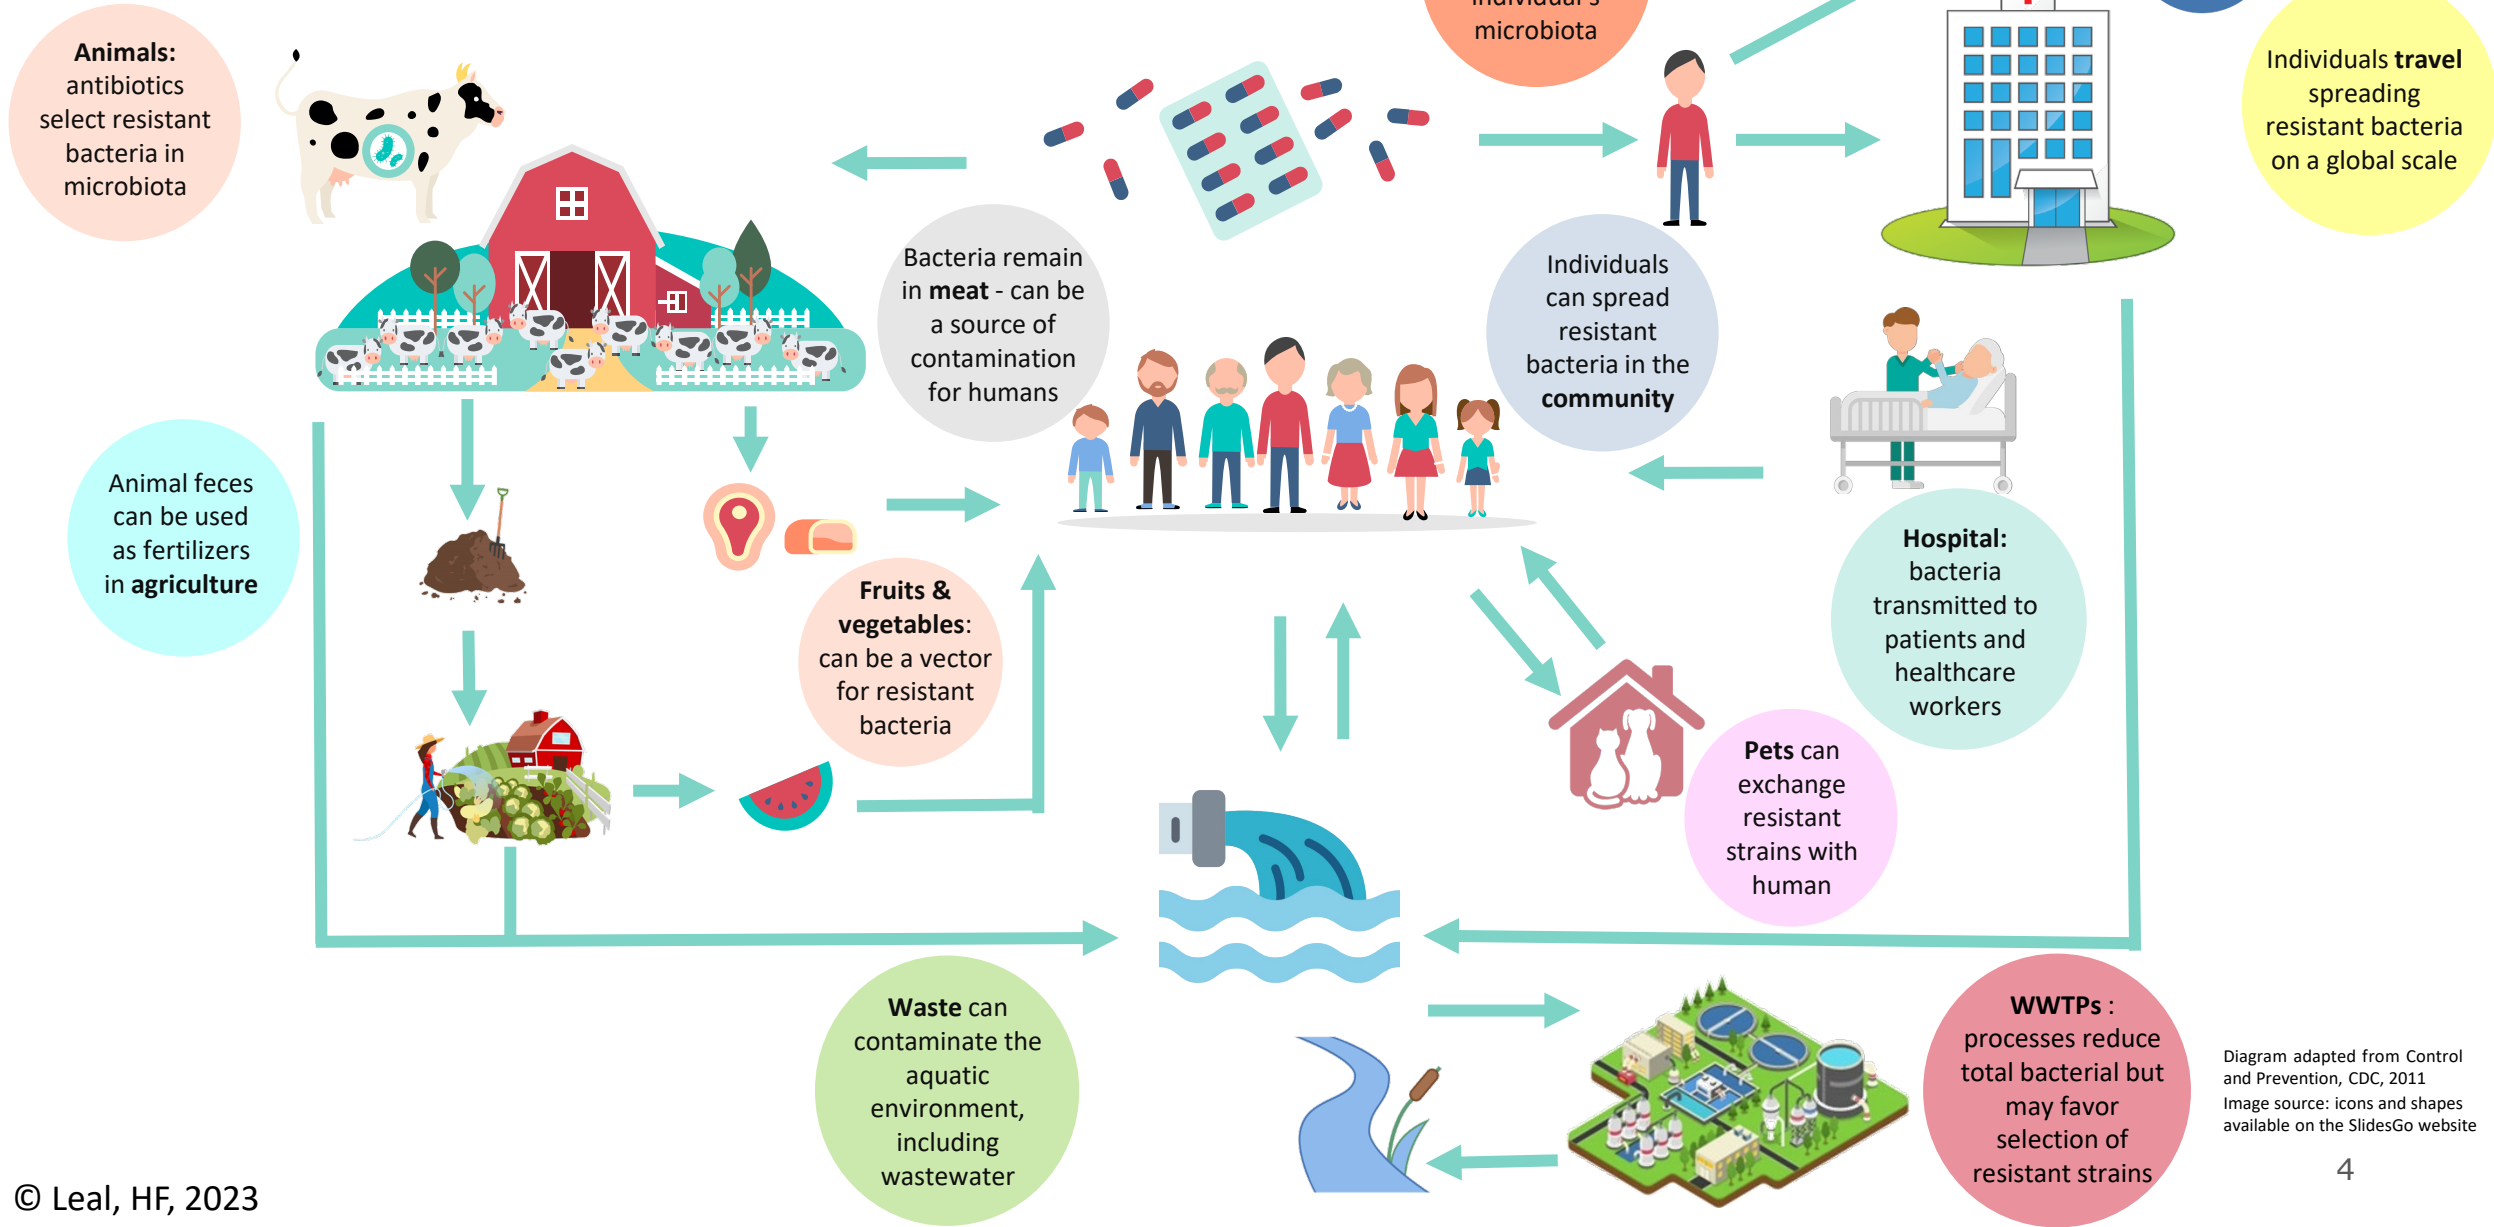 individual's
microbiota
Animals:
antibiotics
select resistant
bacteria in
microbiota
Individuals travel
spreading
resistant bacteria
on a global scale
Bacteria remain
in meat - can be
a source of
contamination
for humans
Individuals
can spread
resistant
bacteria in the
community
Animal feces
can be used
as fertilizers
in agriculture
Fruits &
vegetables:
can be a vector
for resistant
bacteria
Hospital:
bacteria
transmitted to
patients and
healthcare
workers
Pets can
exchange
resistant
strains with
human
Waste can
contaminate the
aquatic
environment,
including
wastewater
WWTPs :
processes reduce
total bacterial but
may favor
selection of
resistant strains
Diagram adapted from Control
and Prevention, CDC, 2011
Image source: icons and shapes
available on the SlidesGo website
4
© Leal, HF, 2023